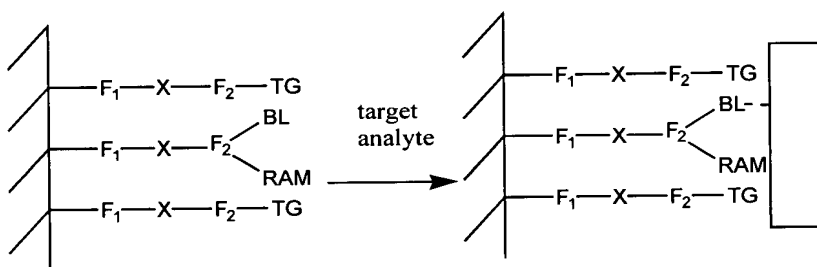 F₁—X—F₂—TG
BL
F₁—X—F₂
RAM
F₁—X—F₂—TG
target
analyte
F₁—X—F₂—TG
BL-
F₁—X—F₂
RAM
F₁—X—F₂—TG